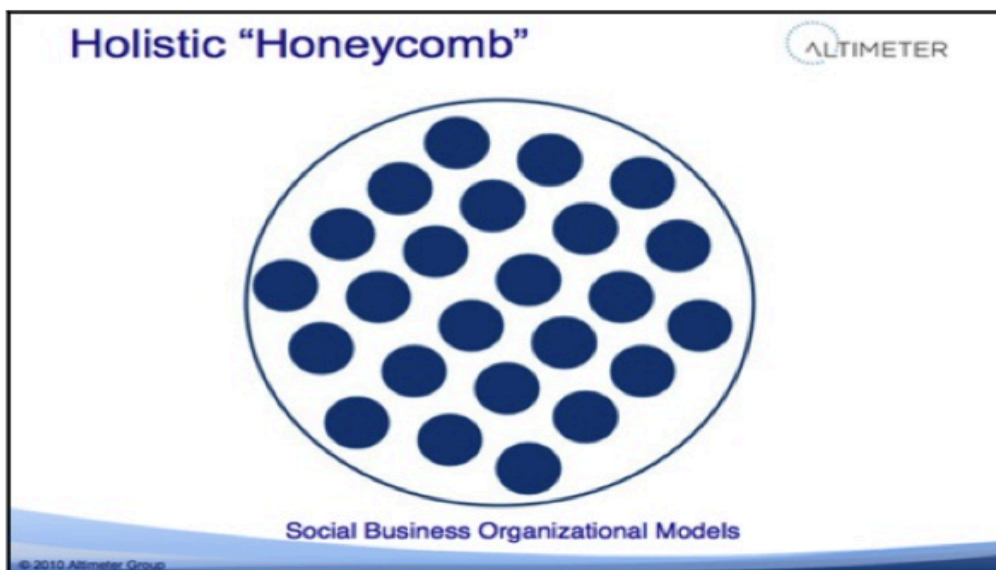 Holistic “Honeycomb”
ALTIMETER
Social Business Organizational Models
© 2010 Altimeter Group